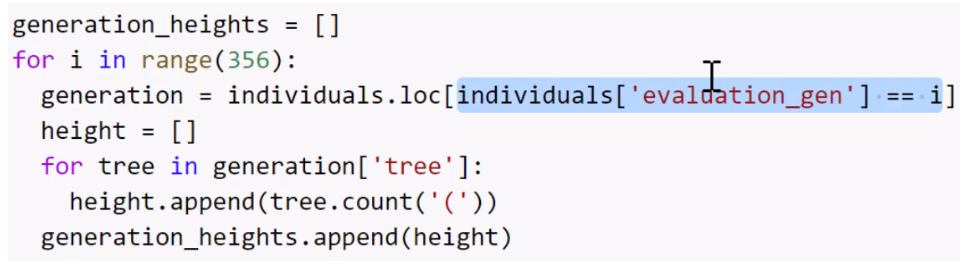 generation_heights = []
for i in range(356):
  generation = individuals.loc[individuals['evaluation_gen'] == i]
  height = []
  for tree in generation['tree']:
    height.append(tree.count('('))
  generation_heights.append(height)